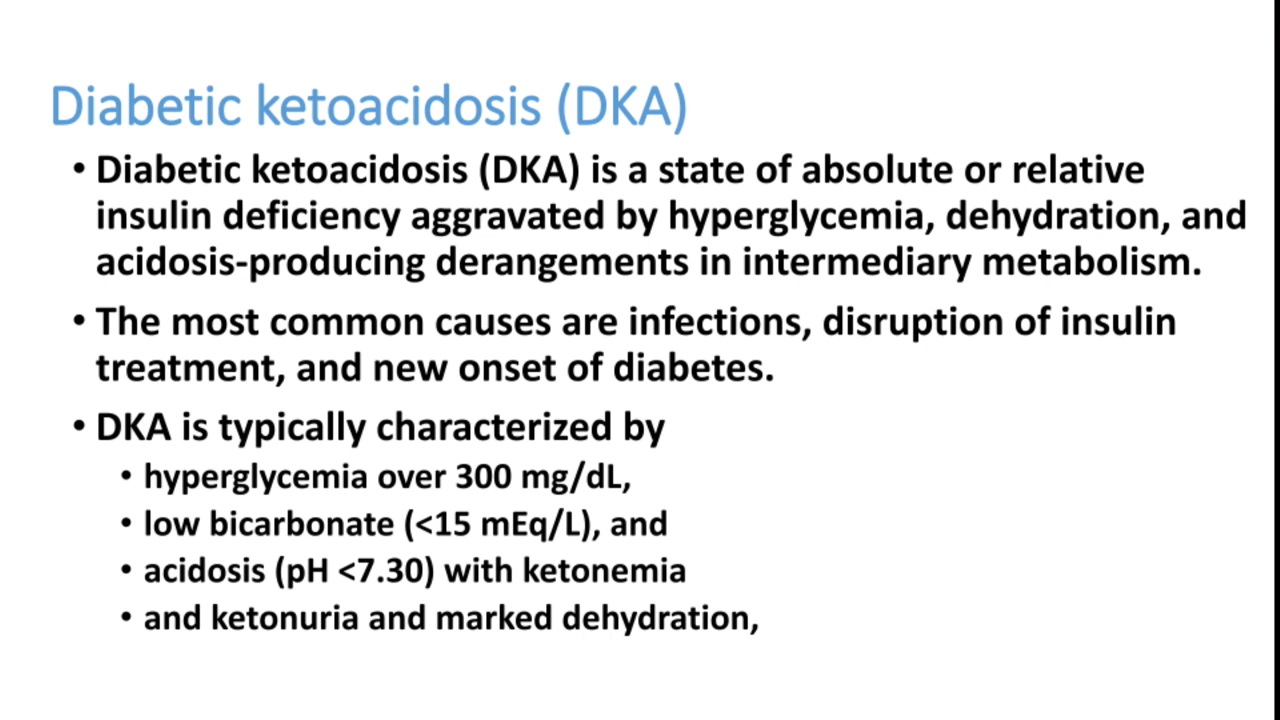 Diabetic ketoacidosis (DKA)
• Diabetic ketoacidosis (DKA) is a state of absolute or relative
insulin deficiency aggravated by hyperglycemia, dehydration, and
acidosis-producing derangements in intermediary metabolism.
• The most common causes are infections, disruption of insulin
treatment, and new onset of diabetes.
• DKA is typically characterized by
• hyperglycemia over 300 mg/dL,
• low bicarbonate (<15 mEq/L), and
• acidosis (pH <7.30) with ketonemia
• and ketonuria and marked dehydration,